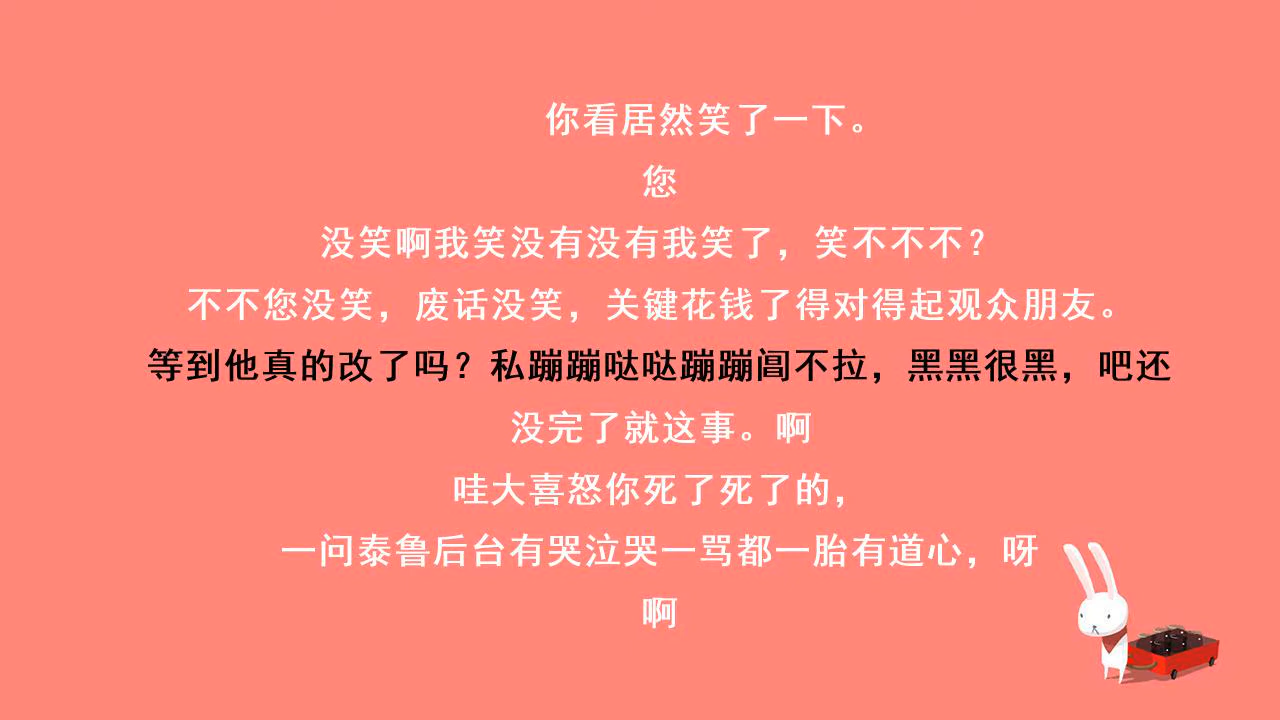 你看居然笑了一下。
您
没笑啊我笑没有没有我笑了，笑不不不？
不不您没笑，废话没笑，关键花钱了得对得起观众朋友。
等到他真的改了吗？私蹦蹦哒哒蹦蹦闾不拉，黑黑很黑，吧还
没完了就这事。啊
哇大喜怒你死了死了的，
一问泰鲁后台有哭泣哭一骂都一胎有道心，呀
啊